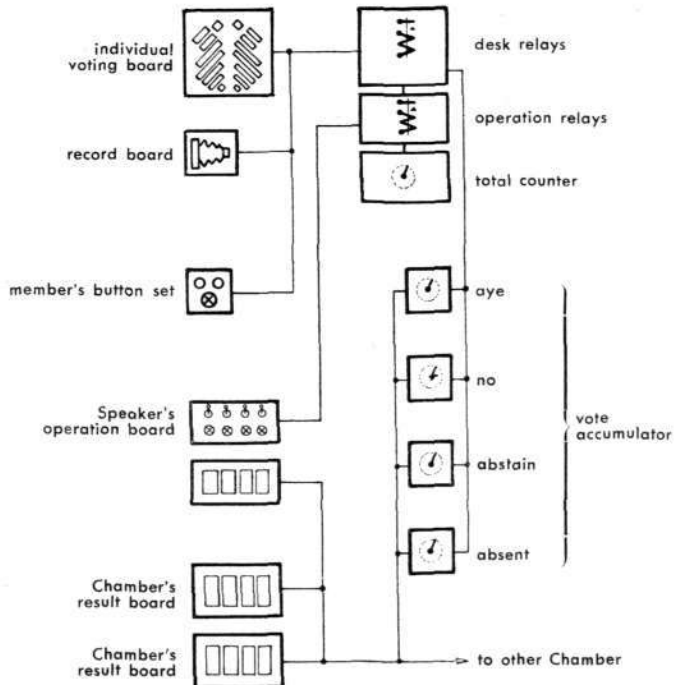 individual
voting board
desk relays
operation relays
record board
total counter
member's button set
aye
no
Speaker's
operation board
vote
accumulator
abstain
absent
Chamber's
result board
Chamber's
result board
to other Chamber